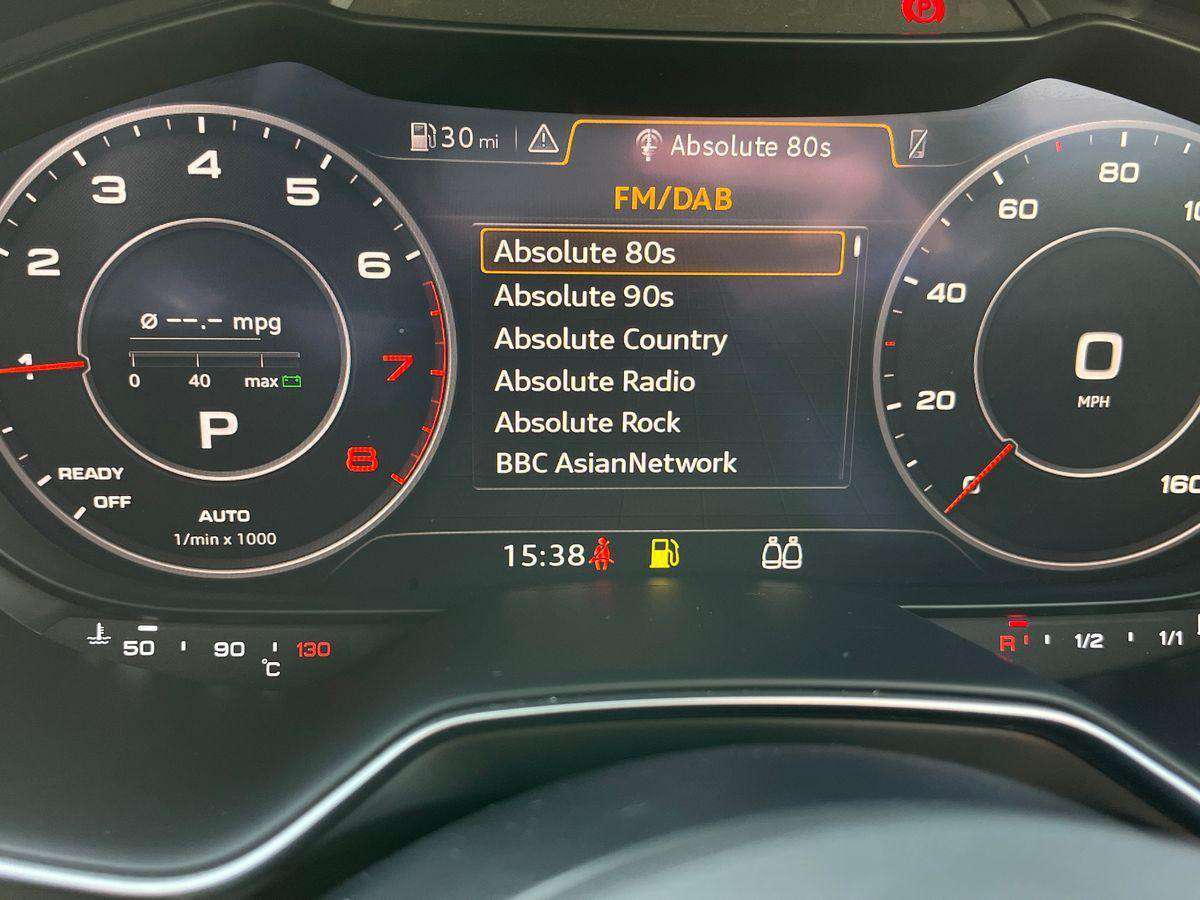 P
30 mi
Absolute 80s
FM/DAB
Absolute 80s
Absolute 90s
Absolute Country
Absolute Radio
Absolute Rock
BBC AsianNetwork
1
2
3
4
5
6
7
8
Ø --.- mpg
0 40 max
P
READY
OFF
AUTO
1/min x 1000
0
20
40
60
80
160
0
MPH
15:38
50 90 130
°C
R 1/2 1/1